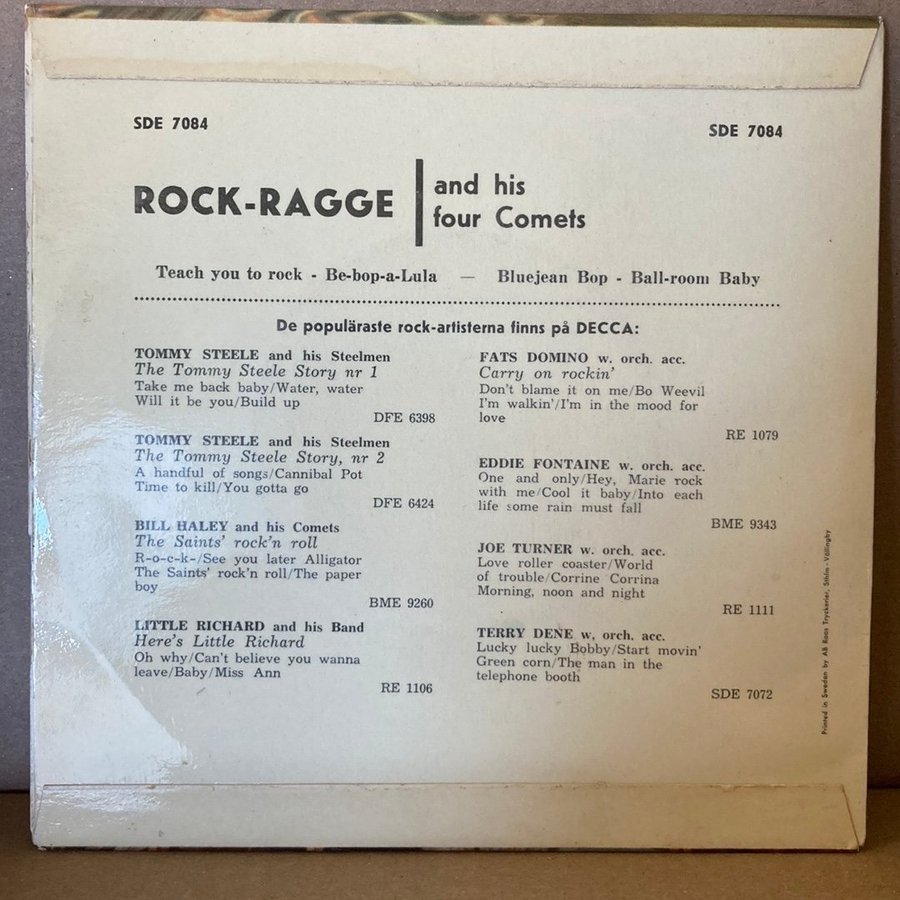 SDE 7084
SDE 7084
ROCK-RAGGE
and his
four Comets
Teach you to rock - Be-bop-a-Lula — Bluejean Bop - Ball-room Baby
De populäraste rock-artisterna finns på DECCA:
TOMMY STEELE and his Steelmen
The Tommy Steele Story nr 1
Take me back baby/Water, water
Will it be you/Build up
DFE 6398
TOMMY STEELE and his Steelmen
The Tommy Steele Story, nr 2
A handful of songs/Cannibal Pot
Time to kill/You gotta go
DFE 6424
BILL HALEY and his Comets
The Saints' rock'n roll
R-o-c-k-/See you later Alligator
The Saints' rock'n roll/The paper
boy
BME 9260
LITTLE RICHARD and his Band
Here's Little Richard
Oh why/Can't believe you wanna
leave/Baby/Miss Ann
RE 1106
FATS DOMINO w. orch. acc.
Carry on rockin'
Don't blame it on me/Bo Weevil
I'm walkin'/I'm in the mood for
love
RE 1079
EDDIE FONTAINE w. orch. acc.
One and only/Hey, Marie rock
with me/Cool it baby/Into each
life some rain must fall
BME 9343
JOE TURNER w. orch. acc.
Love roller coaster/World
of trouble/Corrine Corrina
Morning, noon and night
RE 1111
TERRY DENE w, orch. acc.
Lucky lucky Bobby/Start movin'
Green corn/The man in the
telephone booth
SDE 7072
Printed in Sweden by AB Roos Tryckerier, Sthlm - Vällingby